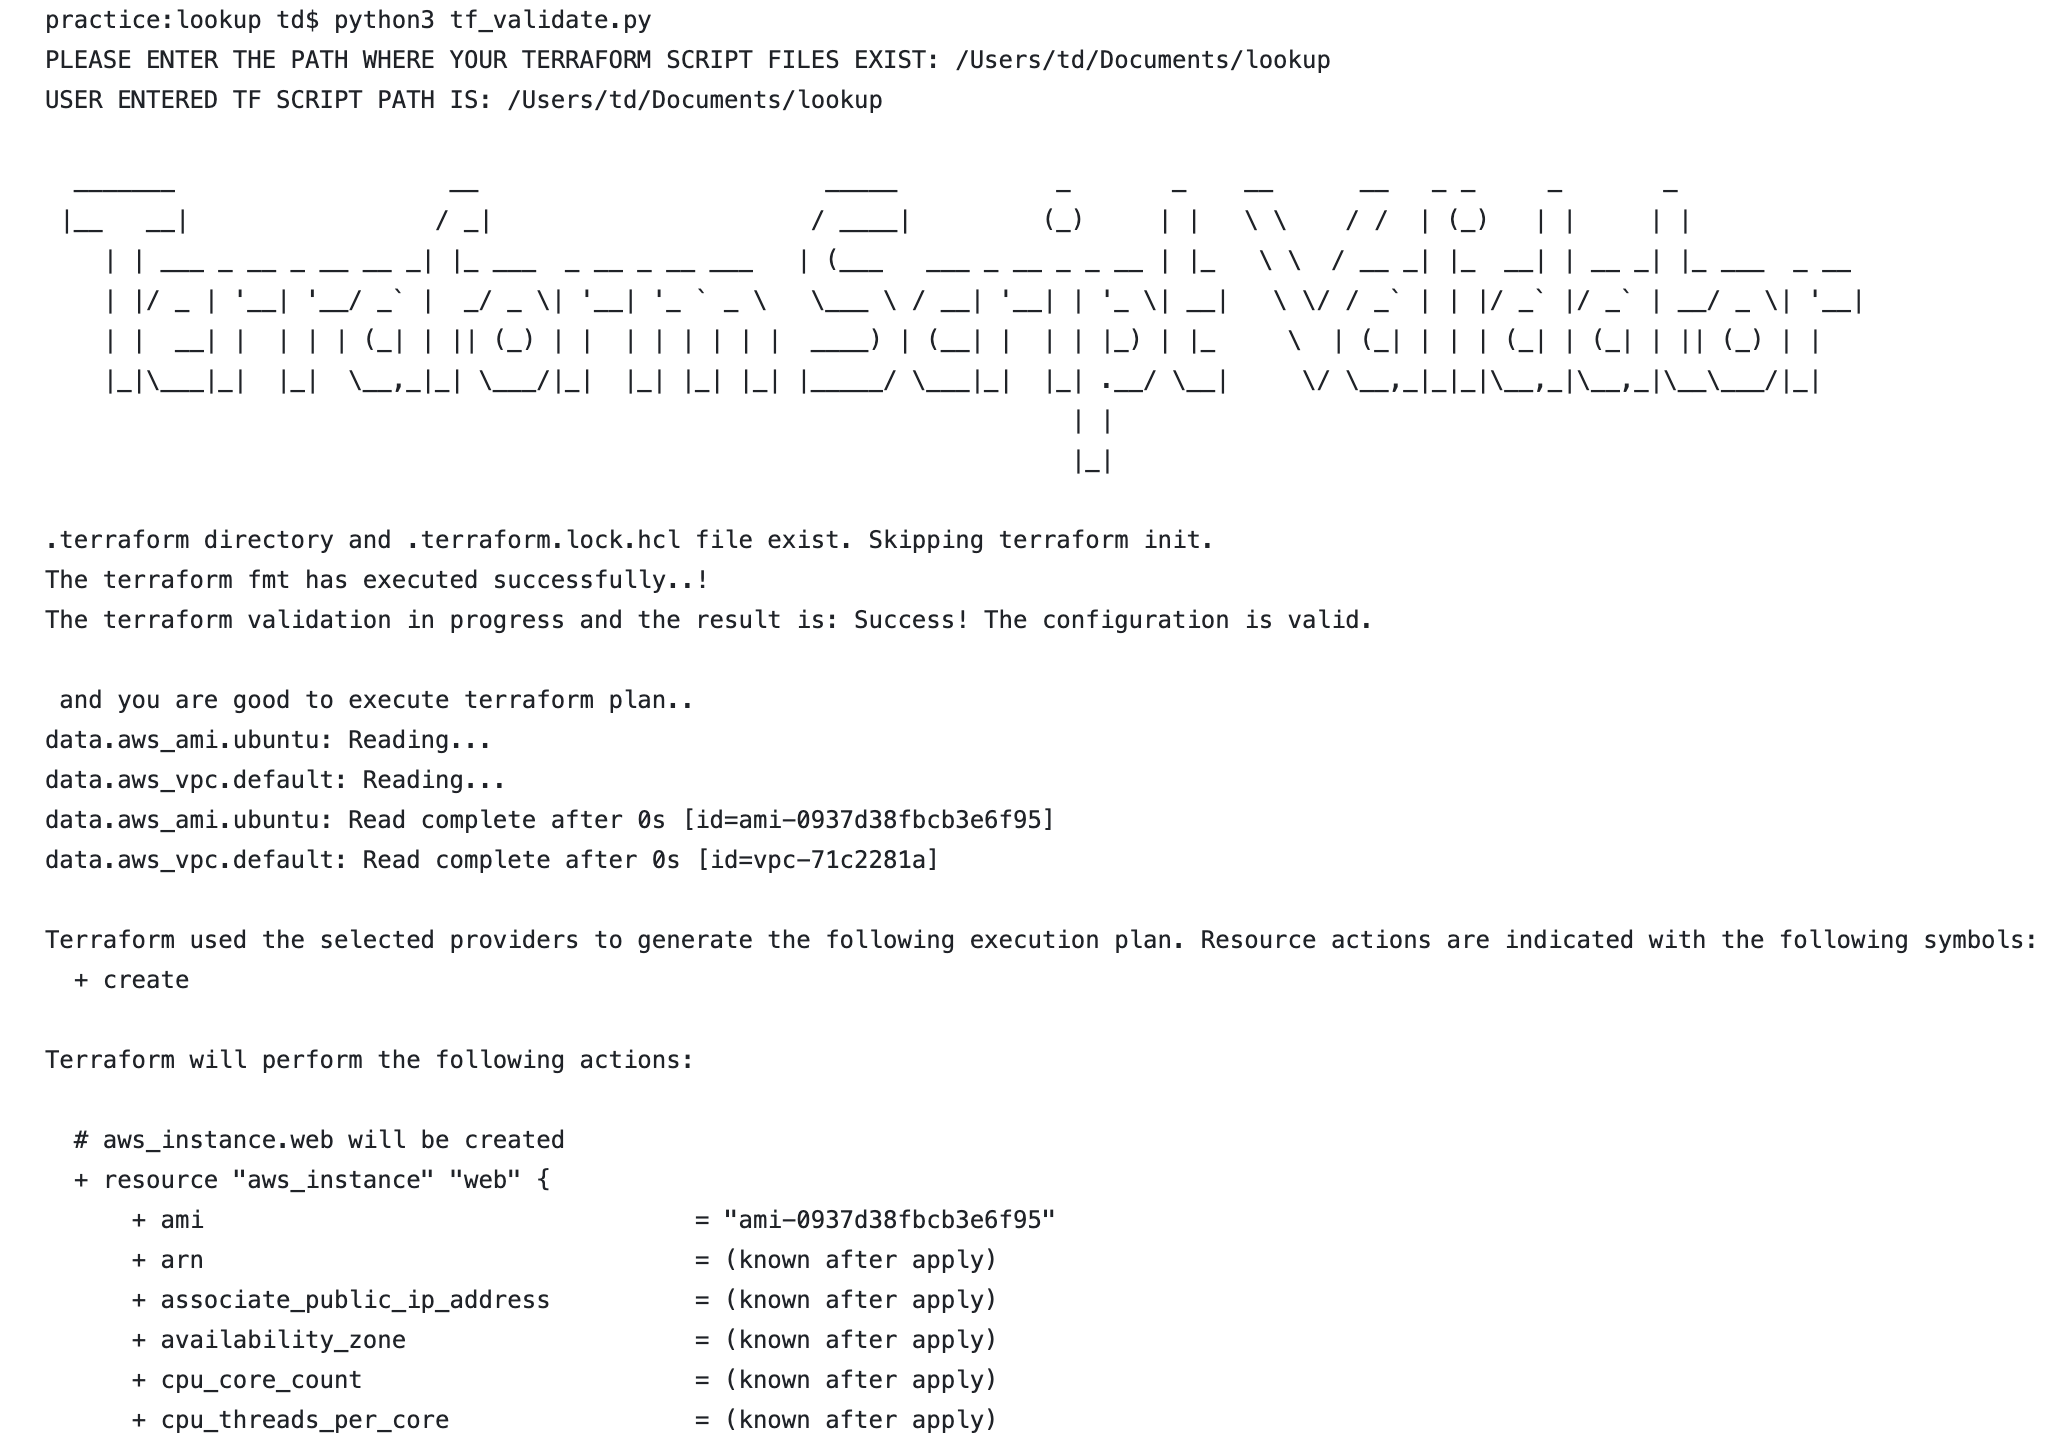 practice:lookup td$ python3 tf_validate.py
PLEASE ENTER THE PATH WHERE YOUR TERRAFORM SCRIPT FILES EXIST: /Users/td/Documents/lookup
USER ENTERED TF SCRIPT PATH IS: /Users/td/Documents/lookup
Terraform Script Validator
.terraform directory and .terraform.lock.hcl file exist. Skipping terraform init.
The terraform fmt has executed successfully..!
The terraform validation in progress and the result is: Success! The configuration is valid.
and you are good to execute terraform plan..
data.aws_ami.ubuntu: Reading...
data.aws_vpc.default: Reading...
data.aws_ami.ubuntu: Read complete after 0s [id=ami-0937d38fbcb3e6f95]
data.aws_vpc.default: Read complete after 0s [id=vpc-71c2281a]
Terraform used the selected providers to generate the following execution plan. Resource actions are indicated with the following symbols:
  + create
Terraform will perform the following actions:
  # aws_instance.web will be created
  + resource "aws_instance" "web" {
      + ami                                  = "ami-0937d38fbcb3e6f95"
      + arn                                  = (known after apply)
      + associate_public_ip_address          = (known after apply)
      + availability_zone                    = (known after apply)
      + cpu_core_count                       = (known after apply)
      + cpu_threads_per_core                 = (known after apply)